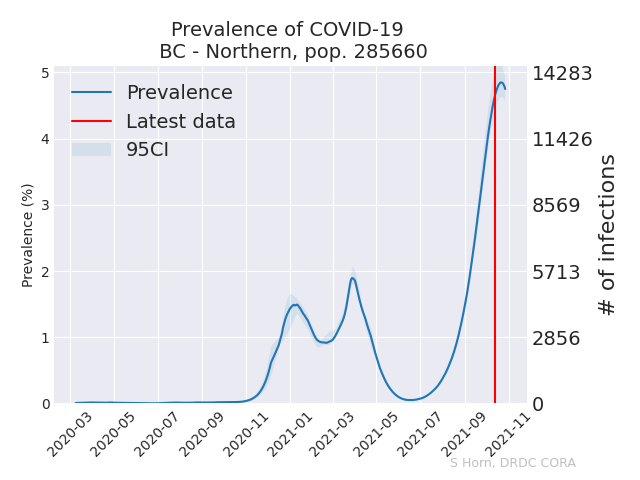 Prevalence of COVID-19
BC - Northern, pop. 285660
Prevalence
Latest data
95CI
Prevalence (%)
5
4
3
2
1
0
14283
11426
8569
5713
2856
0
# of infections
2020-03
2020-05
2020-07
2020-09
2020-11
2021-01
2021-03
2021-05
2021-07
2021-09
2021-11
S Horn, DRDC CORA